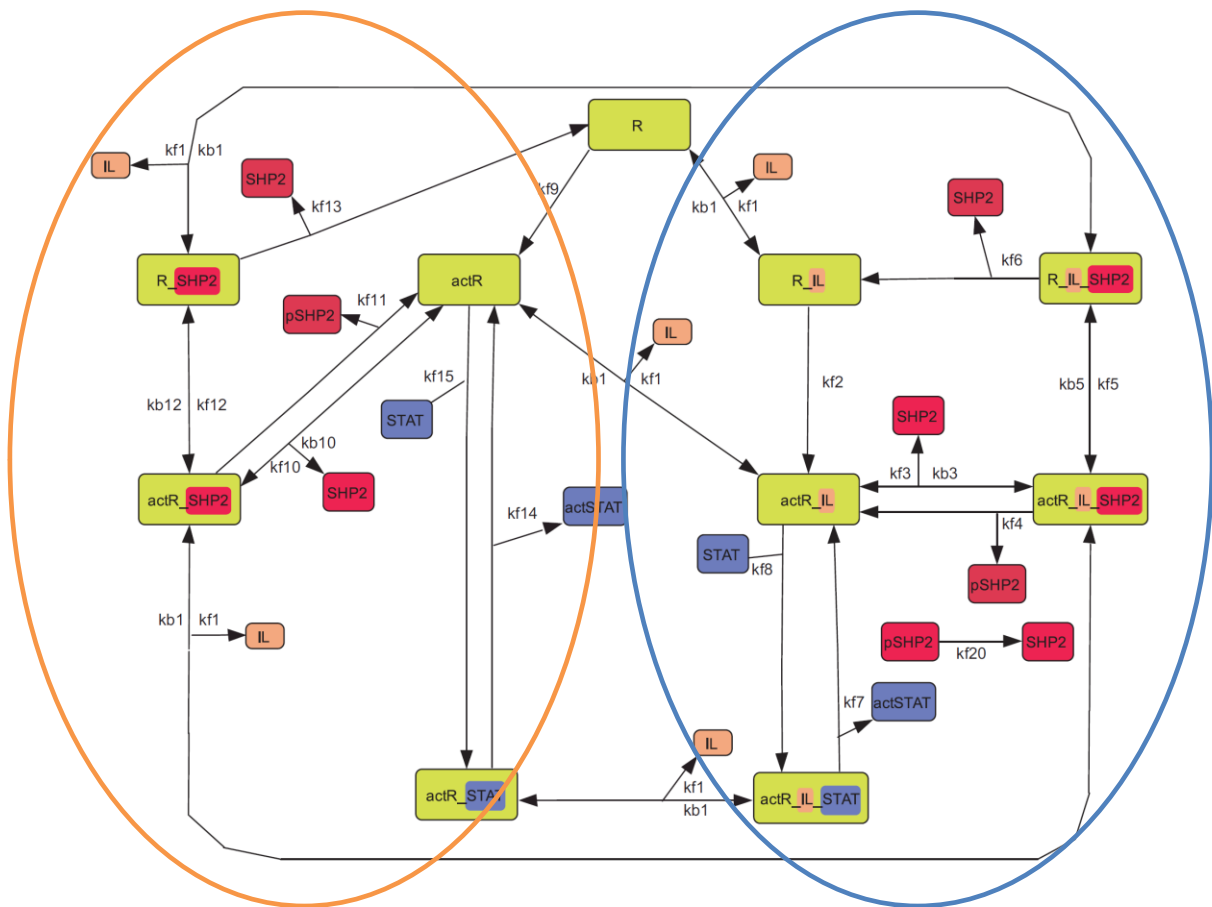 R
kf1 kb1
IL
IL
SHP2
kf13
kf9
kb1
kf1
SHP2
R_SHP2
actR
R_IL
kf6
R_IL_SHP2
kf11
pSHP2
IL
kb1
kf1
kf15
kf2
kb5 kf5
kb12 kf12
STAT
SHP2
kb10
kf10
kf3 kb3
actR_SHP2
SHP2
actSTAT
actR_IL
actR_IL_SHP2
kf14
kf4
STAT
kf8
pSHP2
kb1 kf1
IL
pSHP2
SHP2
kf20
kf7
actSTAT
IL
actR_STAT
kf1
kb1
actR_IL_STAT